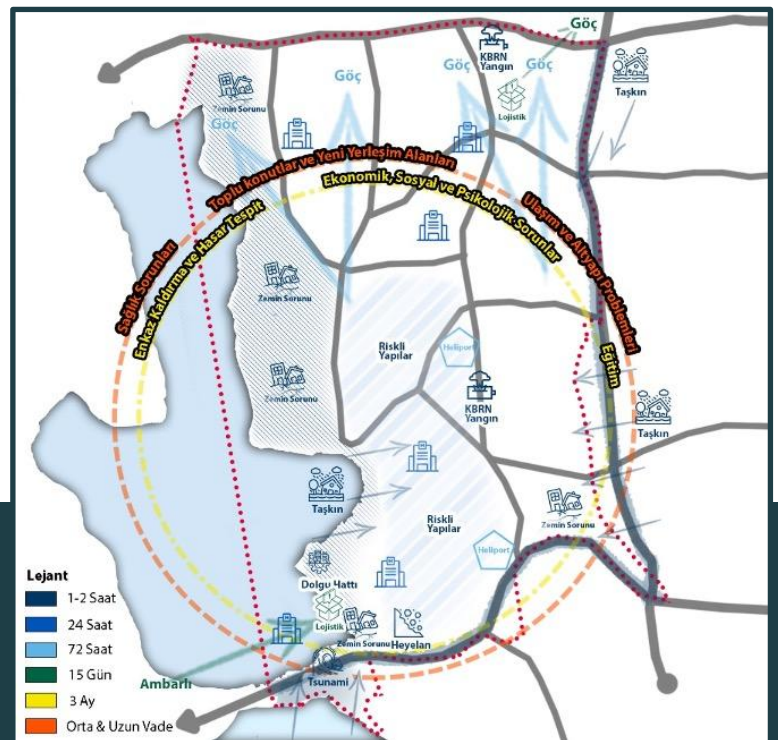 Göç
KBRN
Yangın
Taşkın
Göç
Göç
Göç
Lojistik
Zemin Sorunu
Göç
Toplu konutlar ve Yeni Yerleşim Alanları
Ekonomik, Sosyal ve Psikolojik Sorunlar
Ulaşım ve Altyapı Problemleri
Sağlık Sorunları
Enkaz Kaldırma ve Hasar Tespit
Zemin Sorunu
Riskli
Yapılar
Heliport
Eğitim
Zemin Sorunu
KBRN
Yangın
Taşkın
Taşkın
Riskli
Yapılar
Zemin Sorunu
Heliport
Dolgu Hattı
Lojistik
Zemin Sorunu
Heyelan
Tsunami
Ambarlı
Lejant
1-2 Saat
24 Saat
72 Saat
15 Gün
3 Ay
Orta & Uzun Vade